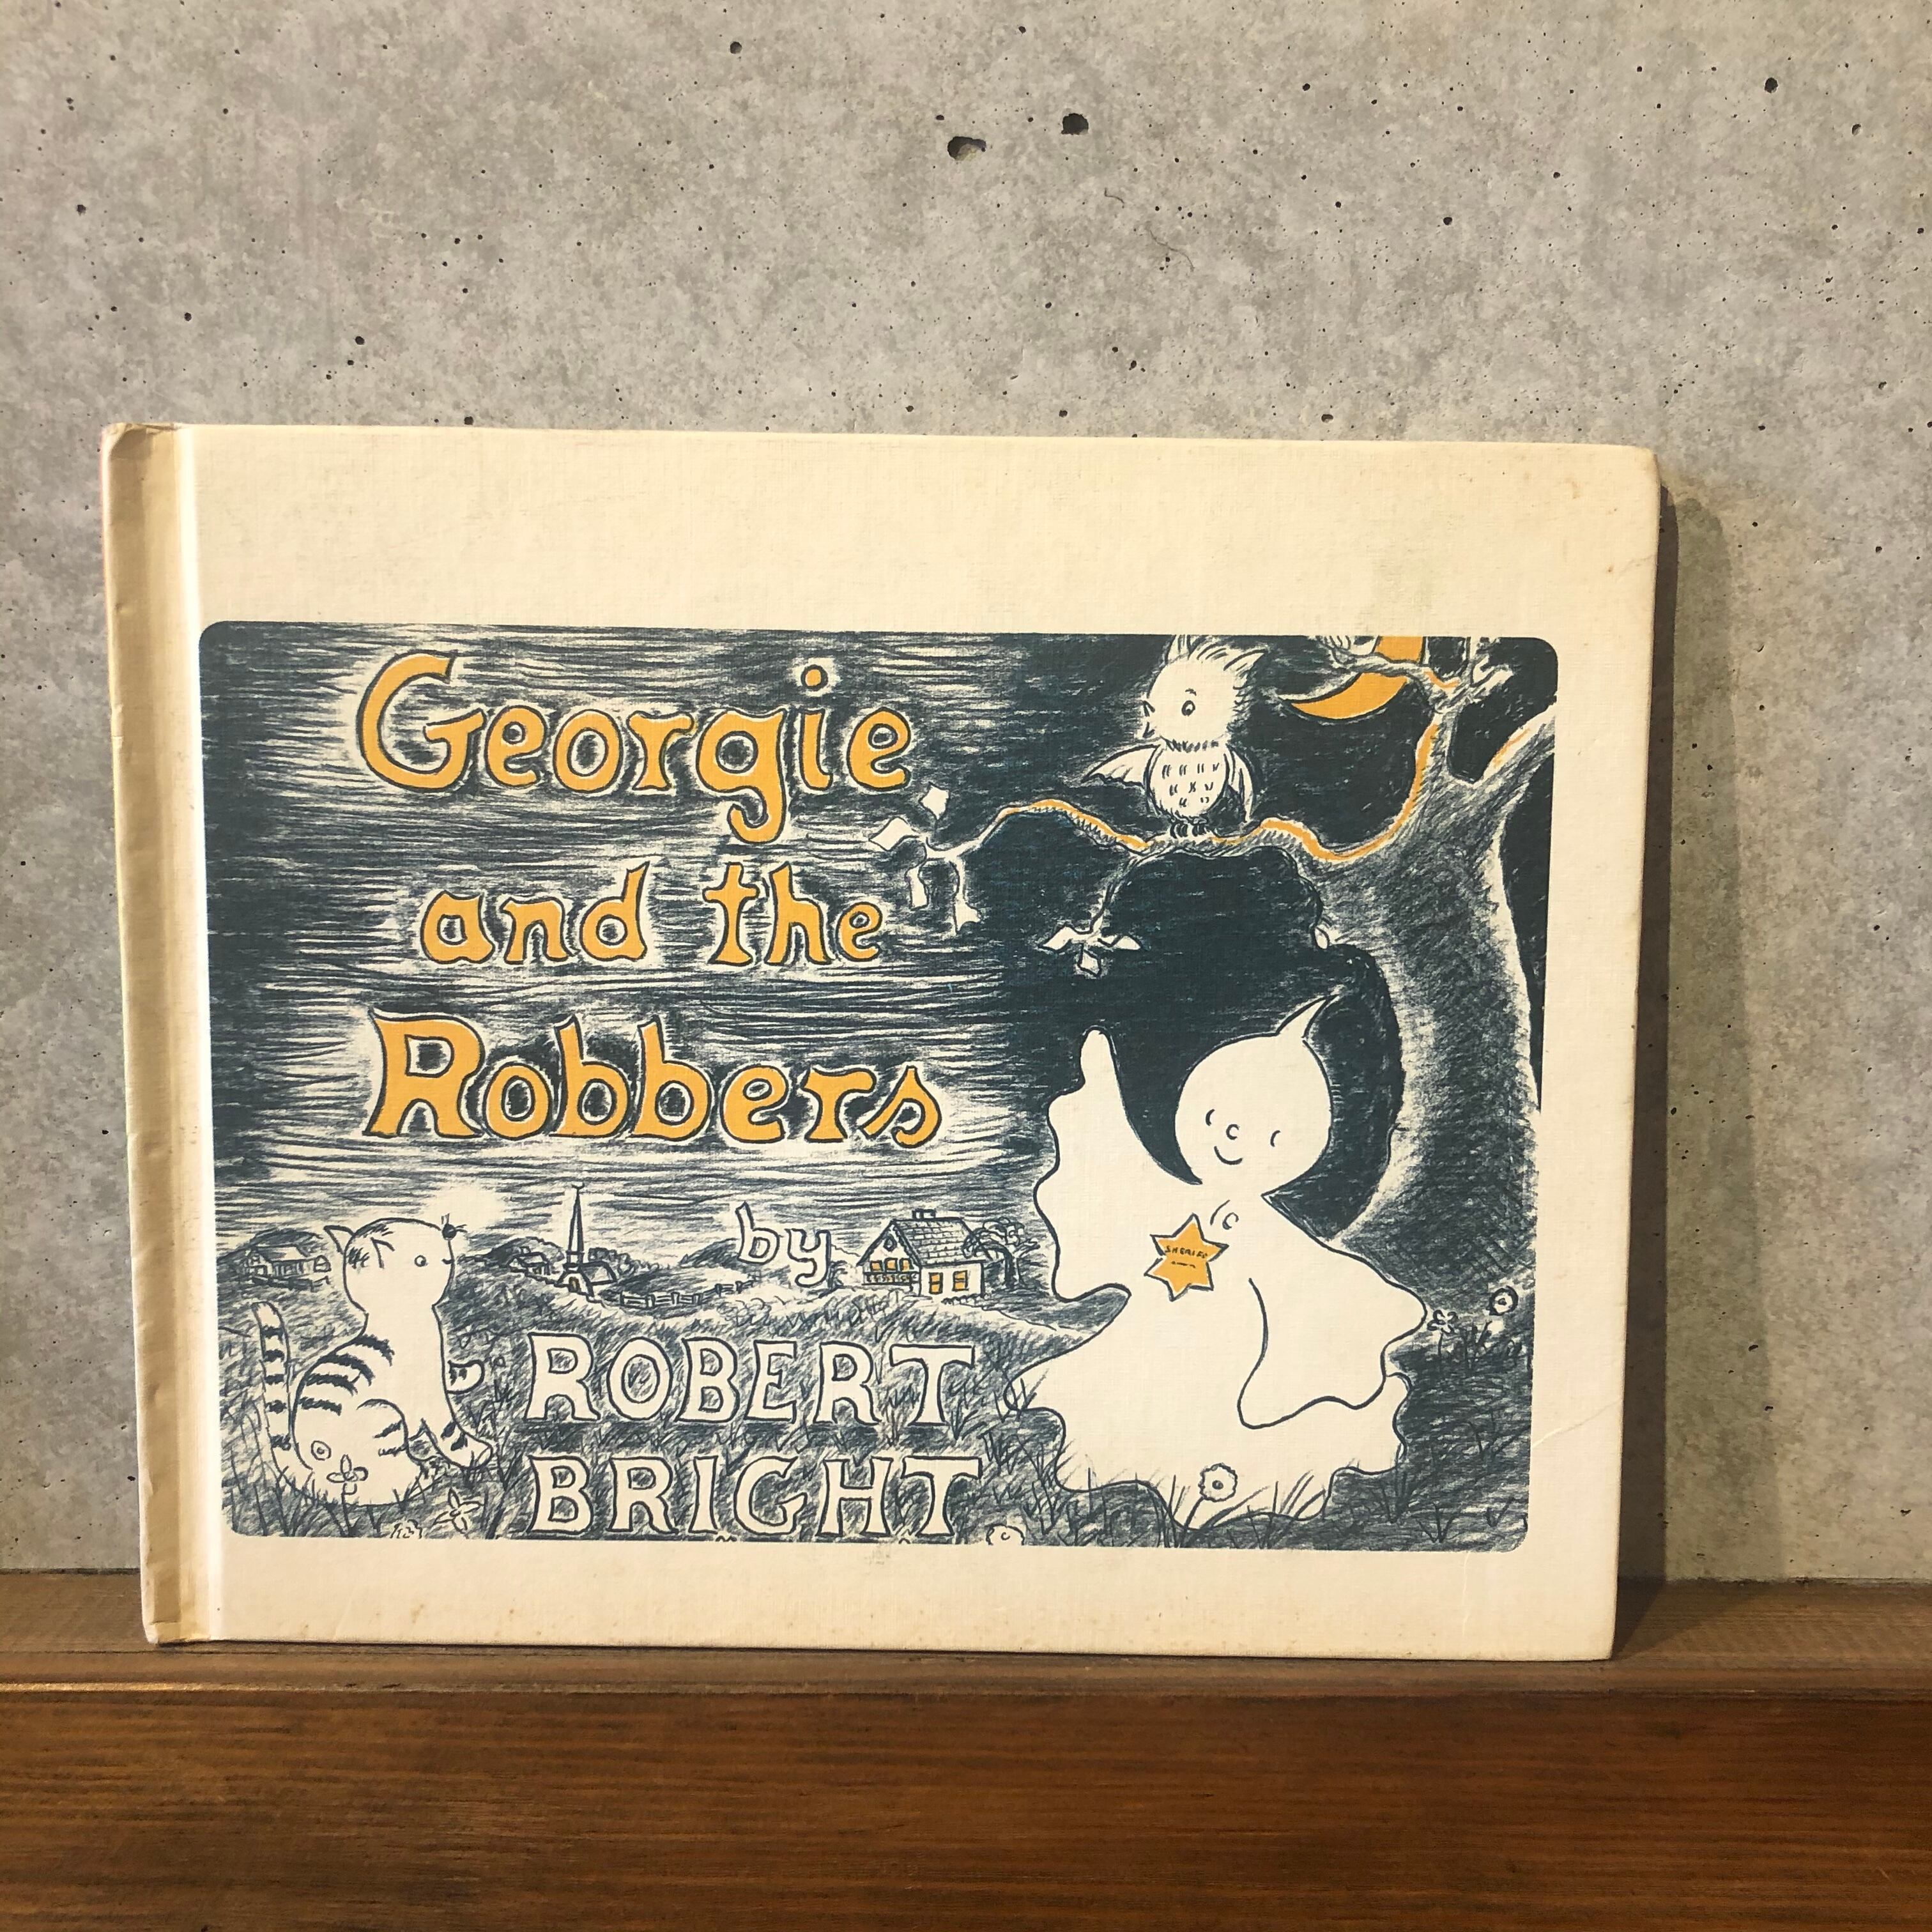 Georgie
and the
Robbers
by
ROBERT
BRIGHT
SHERIFF